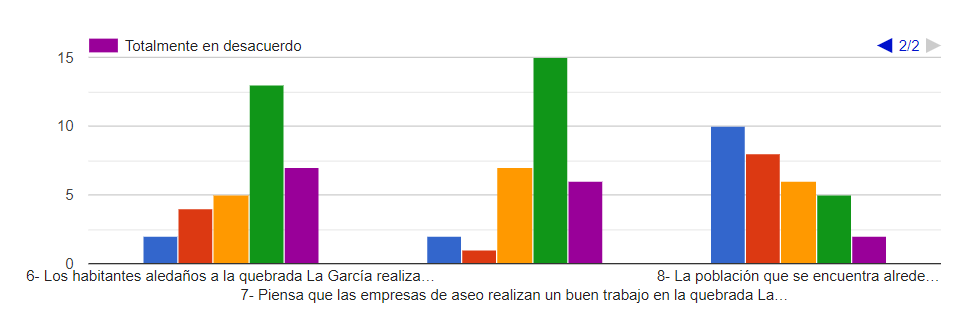 Totalmente en desacuerdo
2/2
15
10
5
0
6- Los habitantes aledaños a la quebrada La García realiza…
7- Piensa que las empresas de aseo realizan un buen trabajo en la quebrada La…
8- La población que se encuentra alrede…